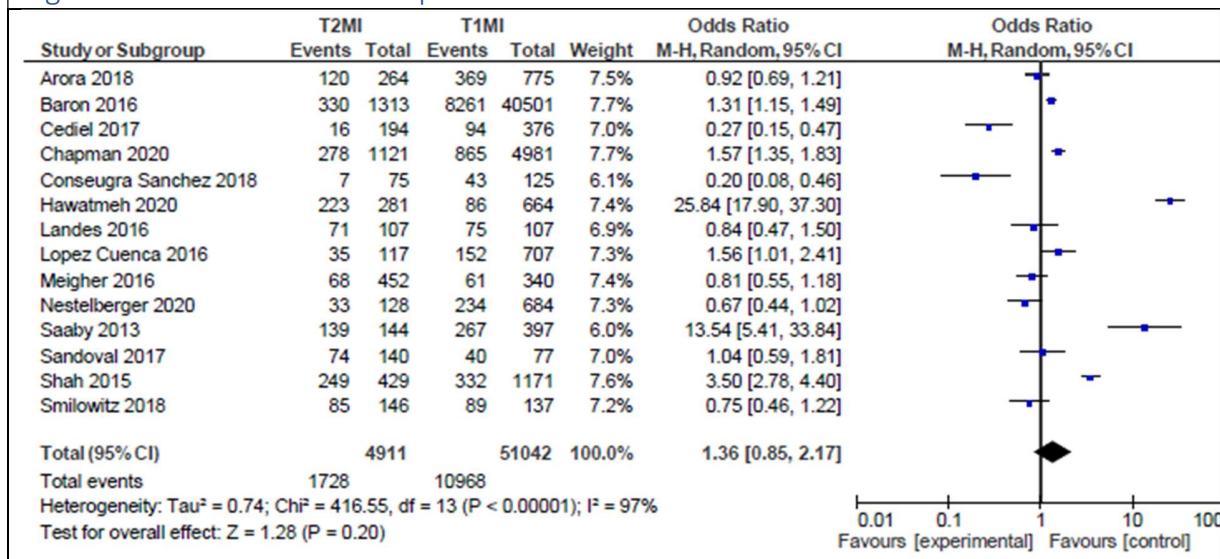 T2MI T1MI Odds Ratio Odds Ratio
Study or Subgroup Events Total Events Total Weight M-H, Random, 95% CI M-H, Random, 95% CI
Arora 2018 120 264 369 775 7.5% 0.92 [0.69, 1.21]
Baron 2016 330 1313 8261 40501 7.7% 1.31 [1.15, 1.49]
Cediel 2017 16 194 94 376 7.0% 0.27 [0.15, 0.47]
Chapman 2020 278 1121 865 4981 7.7% 1.57 [1.35, 1.83]
Conseugra Sanchez 2018 7 75 43 125 6.1% 0.20 [0.08, 0.46]
Hawatmeh 2020 223 281 86 664 7.4% 25.84 [17.90, 37.30]
Landes 2016 71 107 75 107 6.9% 0.84 [0.47, 1.50]
Lopez Cuenca 2016 35 117 152 707 7.3% 1.56 [1.01, 2.41]
Meigher 2016 68 452 61 340 7.4% 0.81 [0.55, 1.18]
Nestelberger 2020 33 128 234 684 7.3% 0.67 [0.44, 1.02]
Saaby 2013 139 144 267 397 6.0% 13.54 [5.41, 33.84]
Sandoval 2017 74 140 40 77 7.0% 1.04 [0.59, 1.81]
Shah 2015 249 429 332 1171 7.6% 3.50 [2.78, 4.40]
Smilowitz 2018 85 146 89 137 7.2% 0.75 [0.46, 1.22]
Total (95% CI) 4911 51042 100.0% 1.36 [0.85, 2.17]
Total events 1728 10968
Heterogeneity: Tau² = 0.74; Chi² = 416.55, df = 13 (P < 0.00001); I² = 97%
Test for overall effect: Z = 1.28 (P = 0.20)
0.01 0.1 1 10 100
Favours [experimental] Favours [control]